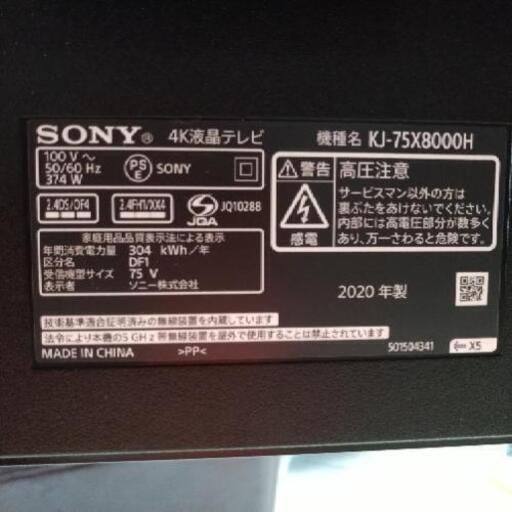 SONY® 4K液晶テレビ
機種名 KJ-75X8000H
100 V ～
50/60 Hz
374 W
PSE SONY
2.4DS/OF4
2.4FH1/XX4
JQA
JQ10288
家庭用品品質表示法による表示
年間消費電力量 304 kWh/年
区分名 DF1
受信機型サイズ 75 V
表示者 ソニー株式会社
警告
感電
高圧注意
サービスマン以外の方は
裏ぶたをあけないでください。
内部には高電圧部分が数多く
あり、万一さわると危険です。
2020 年製
技術基準適合証明済みの無線装置を内蔵しています
法令により本機の5 GHz 帯無線装置を屋外で使用することは禁止されています
MADE IN CHINA >PP<
501504341
X5